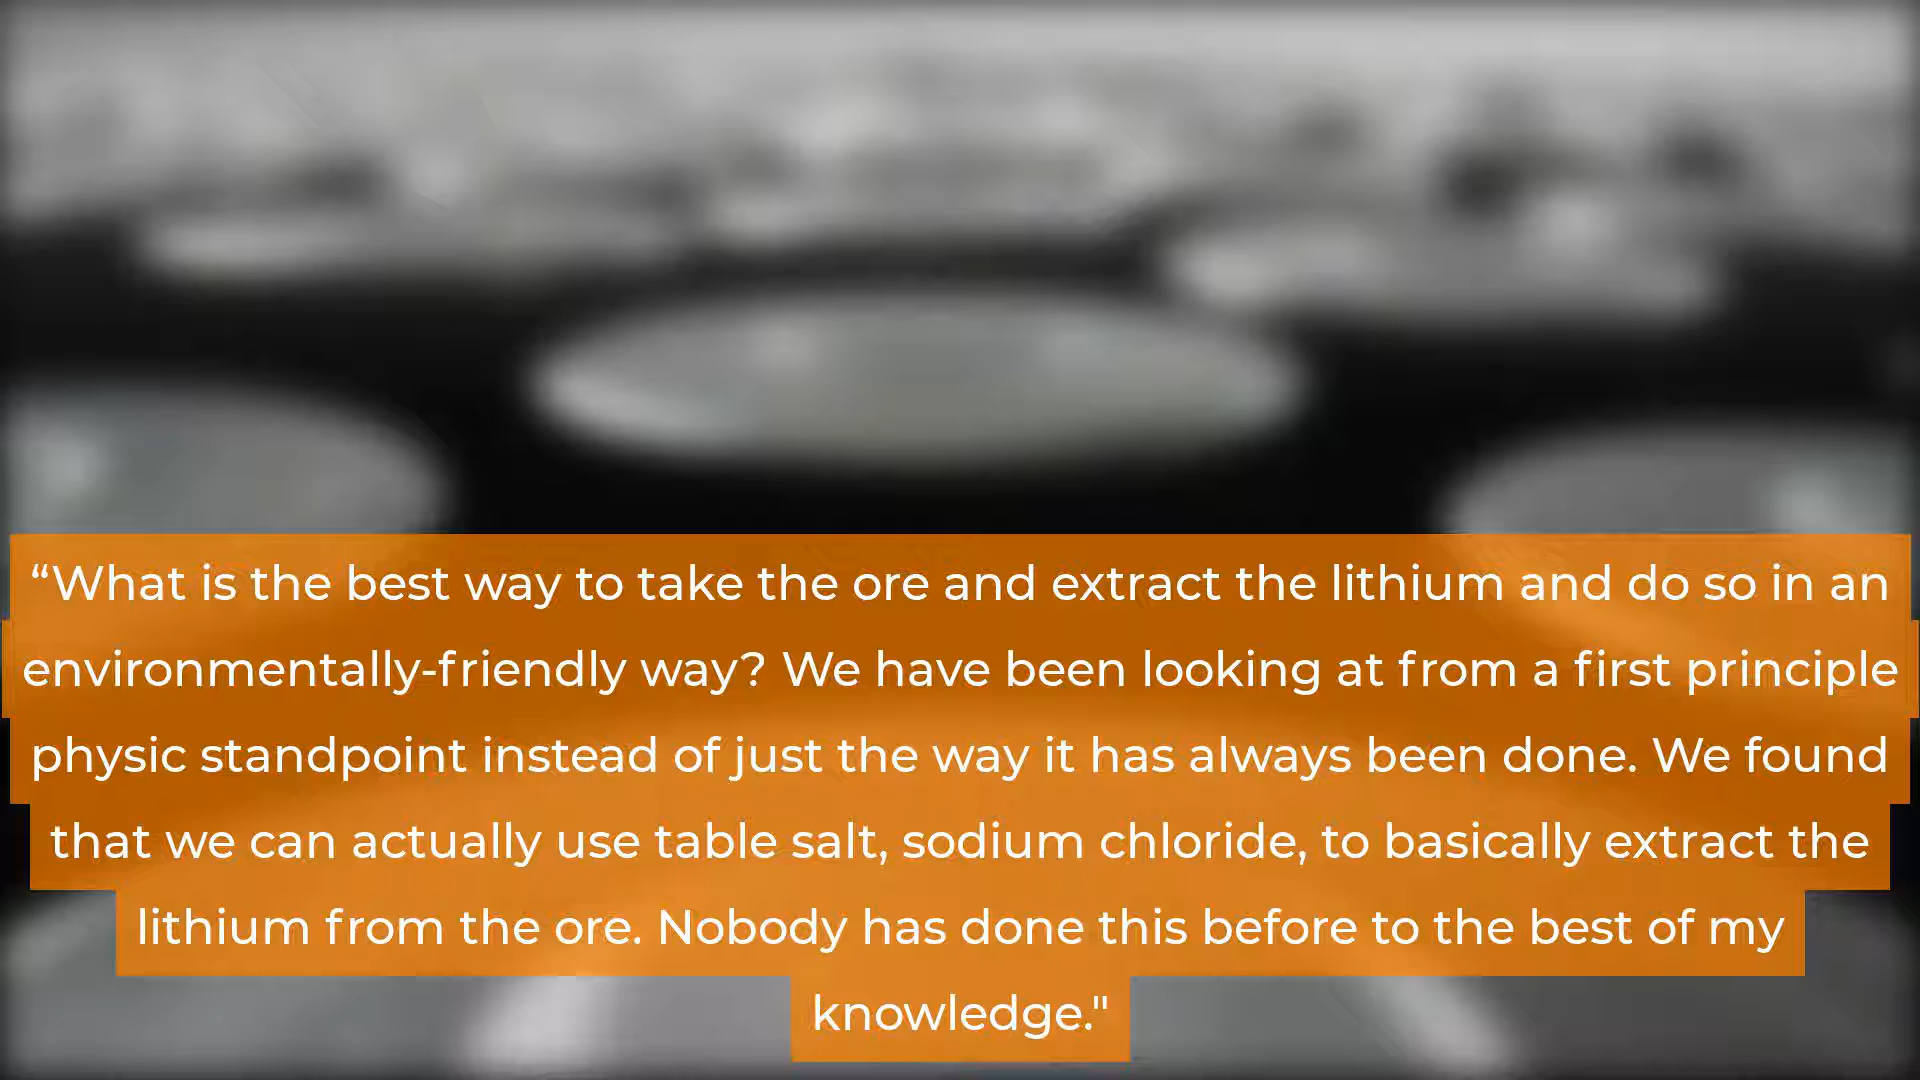 “What is the best way to take the ore and extract the lithium and do so in an
environmentally-friendly way? We have been looking at from a first principle
physic standpoint instead of just the way it has always been done. We found
that we can actually use table salt, sodium chloride, to basically extract the
lithium from the ore. Nobody has done this before to the best of my
knowledge."